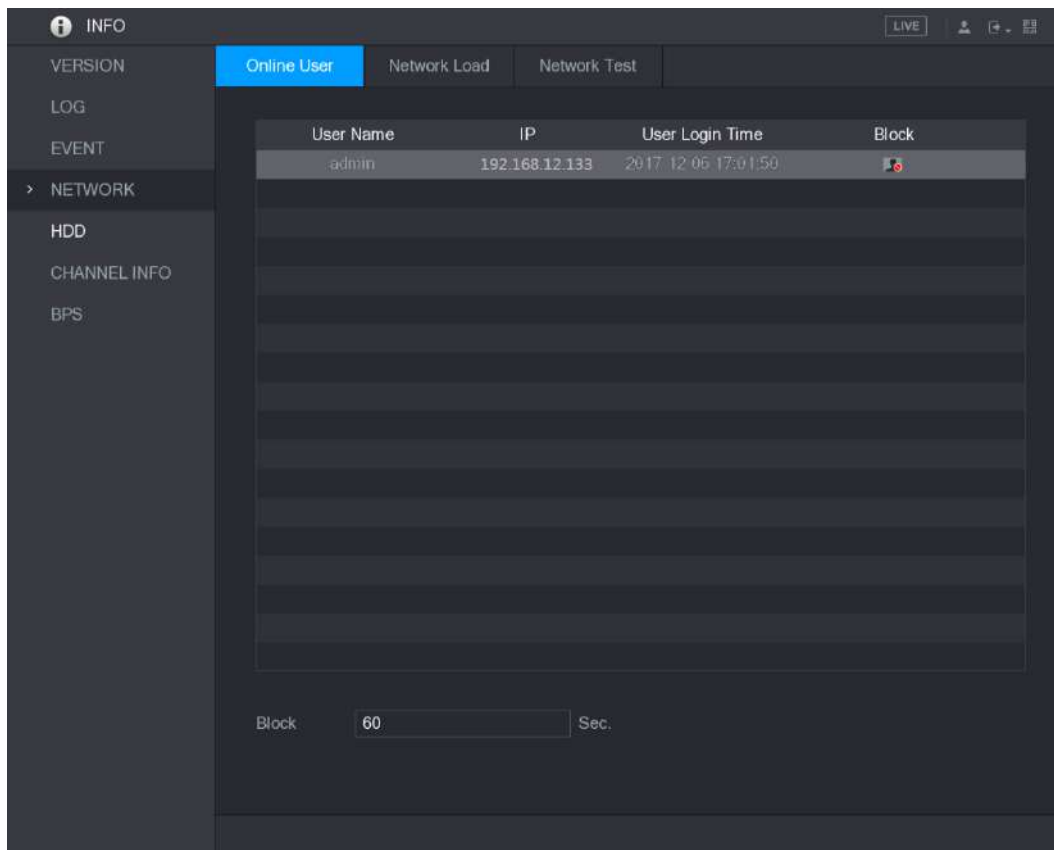 INFO LIVE
VERSION
Online User Network Load Network Test
LOG
EVENT
User Name IP User Login Time Block
admin 192.168.12.133 2017 12 06 17:01:50
> NETWORK
HDD
CHANNEL INFO
BPS
Block 60 Sec.